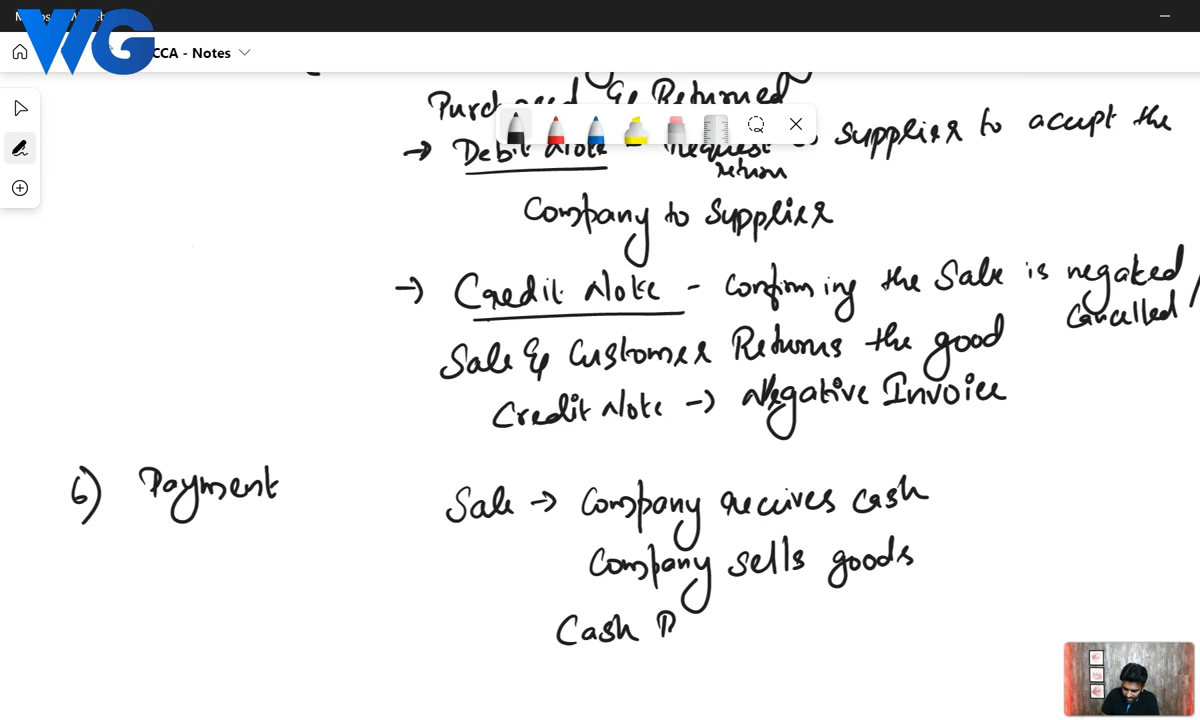 WG
CCA - Notes
Purchased & Returned
→ Debit Note - Request to supplier to accept the
return
Company to Supplier
→ Credit Note - Confirming the Sale is negated /
Cancelled
Sale & Customer Returns the good
Credit Note → Negative Invoice
6) Payment
Sale → Company receives cash
Company sells goods
Cash